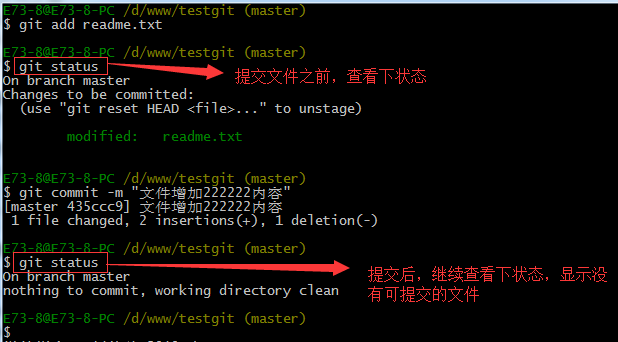 E73-8@E73-8-PC /d/www/testgit (master)
$ git add readme.txt
E73-8@E73-8-PC /d/www/testgit (master)
$ git status
提交文件之前，查看下状态
On branch master
Changes to be committed:
(use "git reset HEAD <file>..." to unstage)
modified: readme.txt
E73-8@E73-8-PC /d/www/testgit (master)
$ git commit -m "文件增加222222内容"
[master 435ccc9] 文件增加222222内容
1 file changed, 2 insertions(+), 1 deletion(-)
E73-8@E73-8-PC /d/www/testgit (master)
$ git status
提交后，继续查看下状态，显示没
有可提交的文件
On branch master
nothing to commit, working directory clean
E73-8@E73-8-PC /d/www/testgit (master)
$